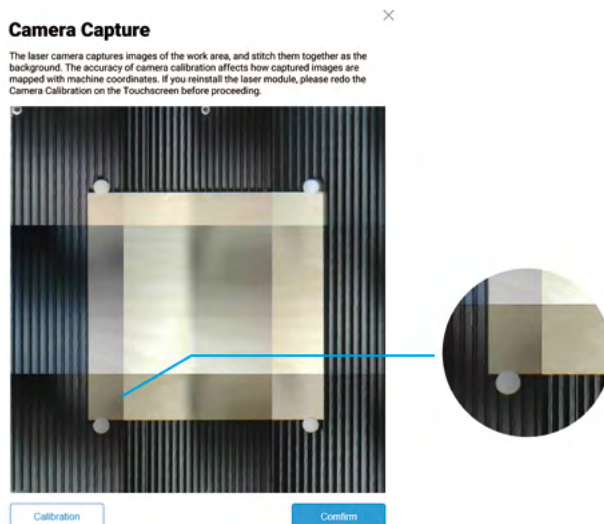 Camera Capture
The laser camera captures images of the work area, and stitch them together as the
background. The accuracy of camera calibration affects how captured images are
mapped with machine coordinates. If you reinstall the laser module, please redo the
Camera Calibration on the Touchscreen before proceeding.
Calibration
Comfirm